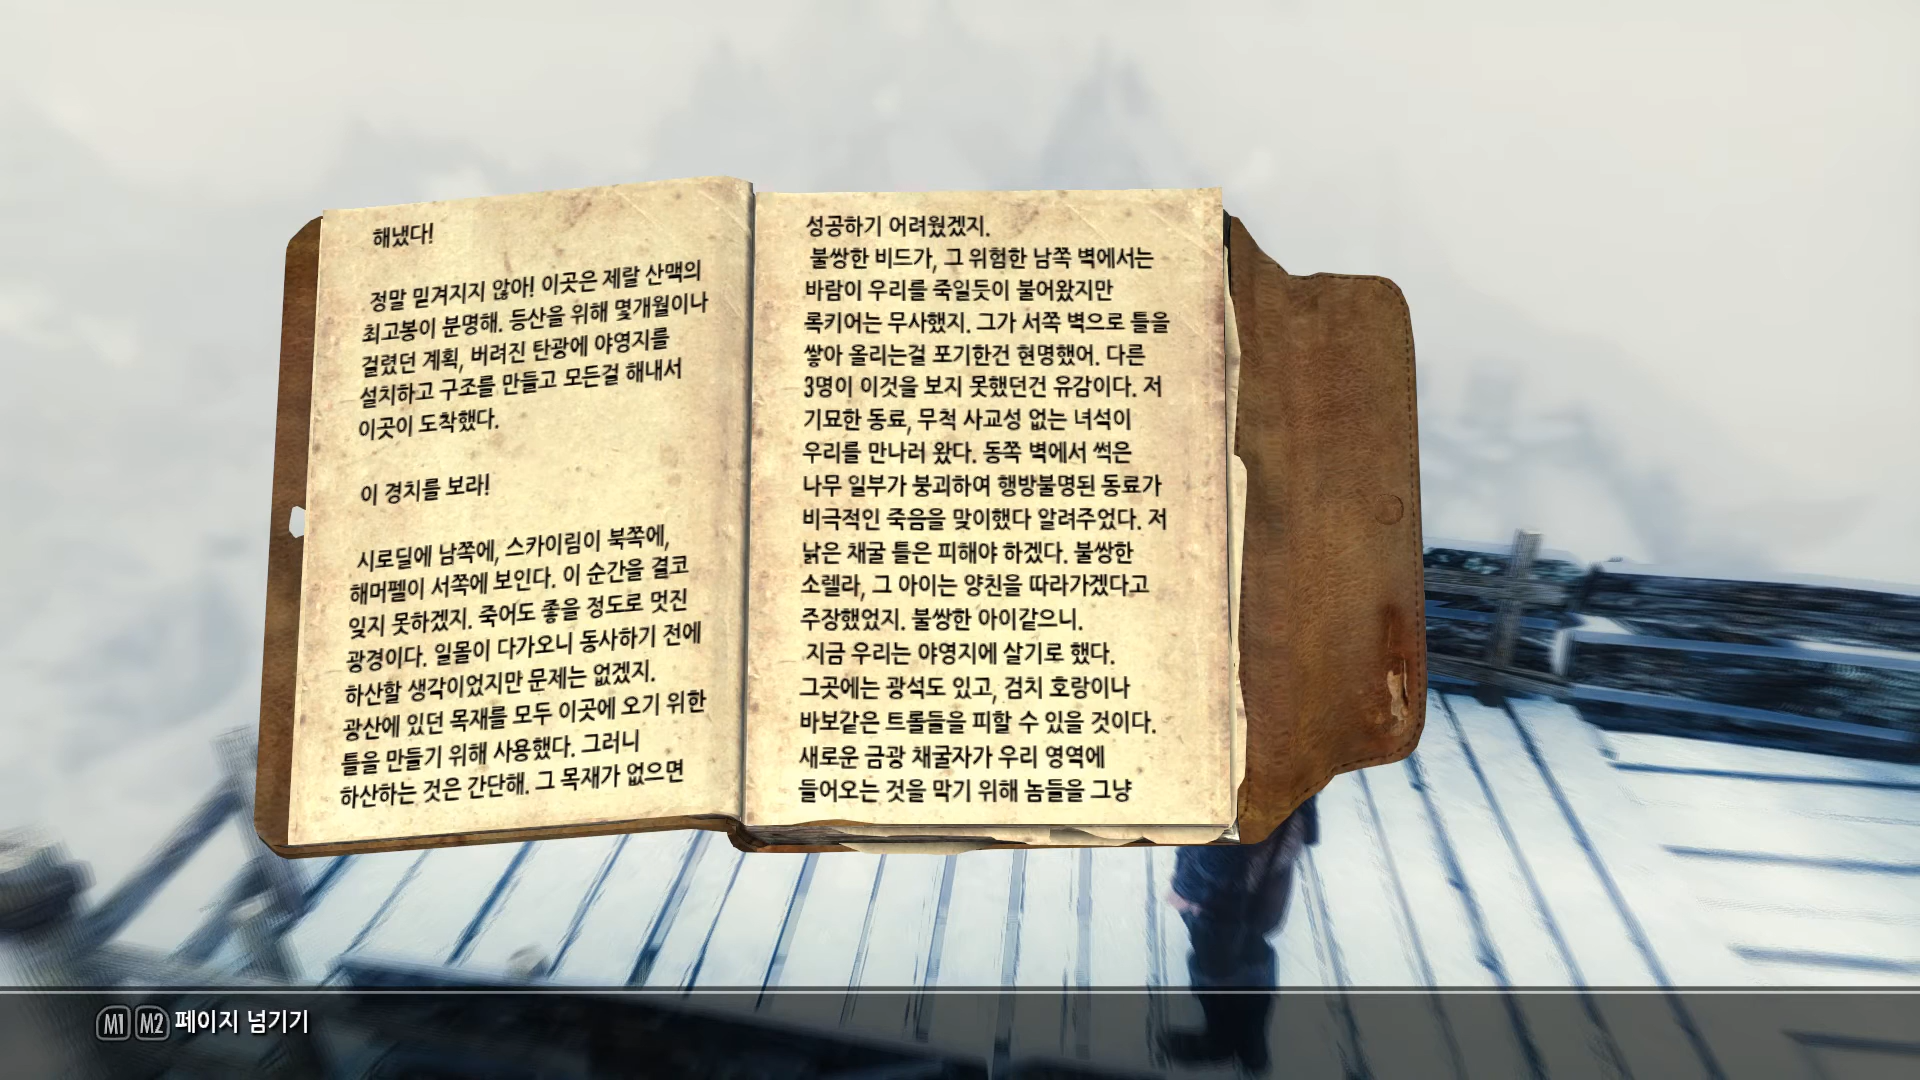 해냈다!
정말 믿겨지지 않아! 이곳은 제랄 산맥의
최고봉이 분명해. 등산을 위해 몇개월이나
걸렸던 계획, 버려진 탄광에 야영지를
설치하고 구조를 만들고 모든걸 해내서
이곳이 도착했다.
이 경치를 보라!
시로딜에 남쪽에, 스카이림이 북쪽에,
해머펠이 서쪽에 보인다. 이 순간을 결코
잊지 못하겠지. 죽어도 좋을 정도로 멋진
광경이다. 일몰이 다가오니 동사하기 전에
하산할 생각이었지만 문제는 없겠지.
광산에 있던 목재를 모두 이곳에 오기 위한
틀을 만들기 위해 사용했다. 그러니
하산하는 것은 간단해. 그 목재가 없으면
성공하기 어려웠겠지.
불쌍한 비드가, 그 위험한 남쪽 벽에서는
바람이 우리를 죽일듯이 불어왔지만
록키어는 무사했지. 그가 서쪽 벽으로 틀을
쌓아 올리는걸 포기한건 현명했어. 다른
3명이 이것을 보지 못했던건 유감이다. 저
기묘한 동료, 무척 사교성 없는 녀석이
우리를 만나러 왔다. 동쪽 벽에서 썩은
나무 일부가 붕괴하여 행방불명된 동료가
비극적인 죽음을 맞이했다 알려주었다. 저
낡은 채굴 틀은 피해야 하겠다. 불쌍한
소렐라, 그 아이는 양친을 따라가겠다고
주장했었지. 불쌍한 아이같으니.
지금 우리는 야영지에 살기로 했다.
그곳에는 광석도 있고, 검치 호랑이나
바보같은 트롤들을 피할 수 있을 것이다.
새로운 금광 채굴자가 우리 영역에
들어오는 것을 막기 위해 놈들을 그냥
M1 M2 페이지 넘기기